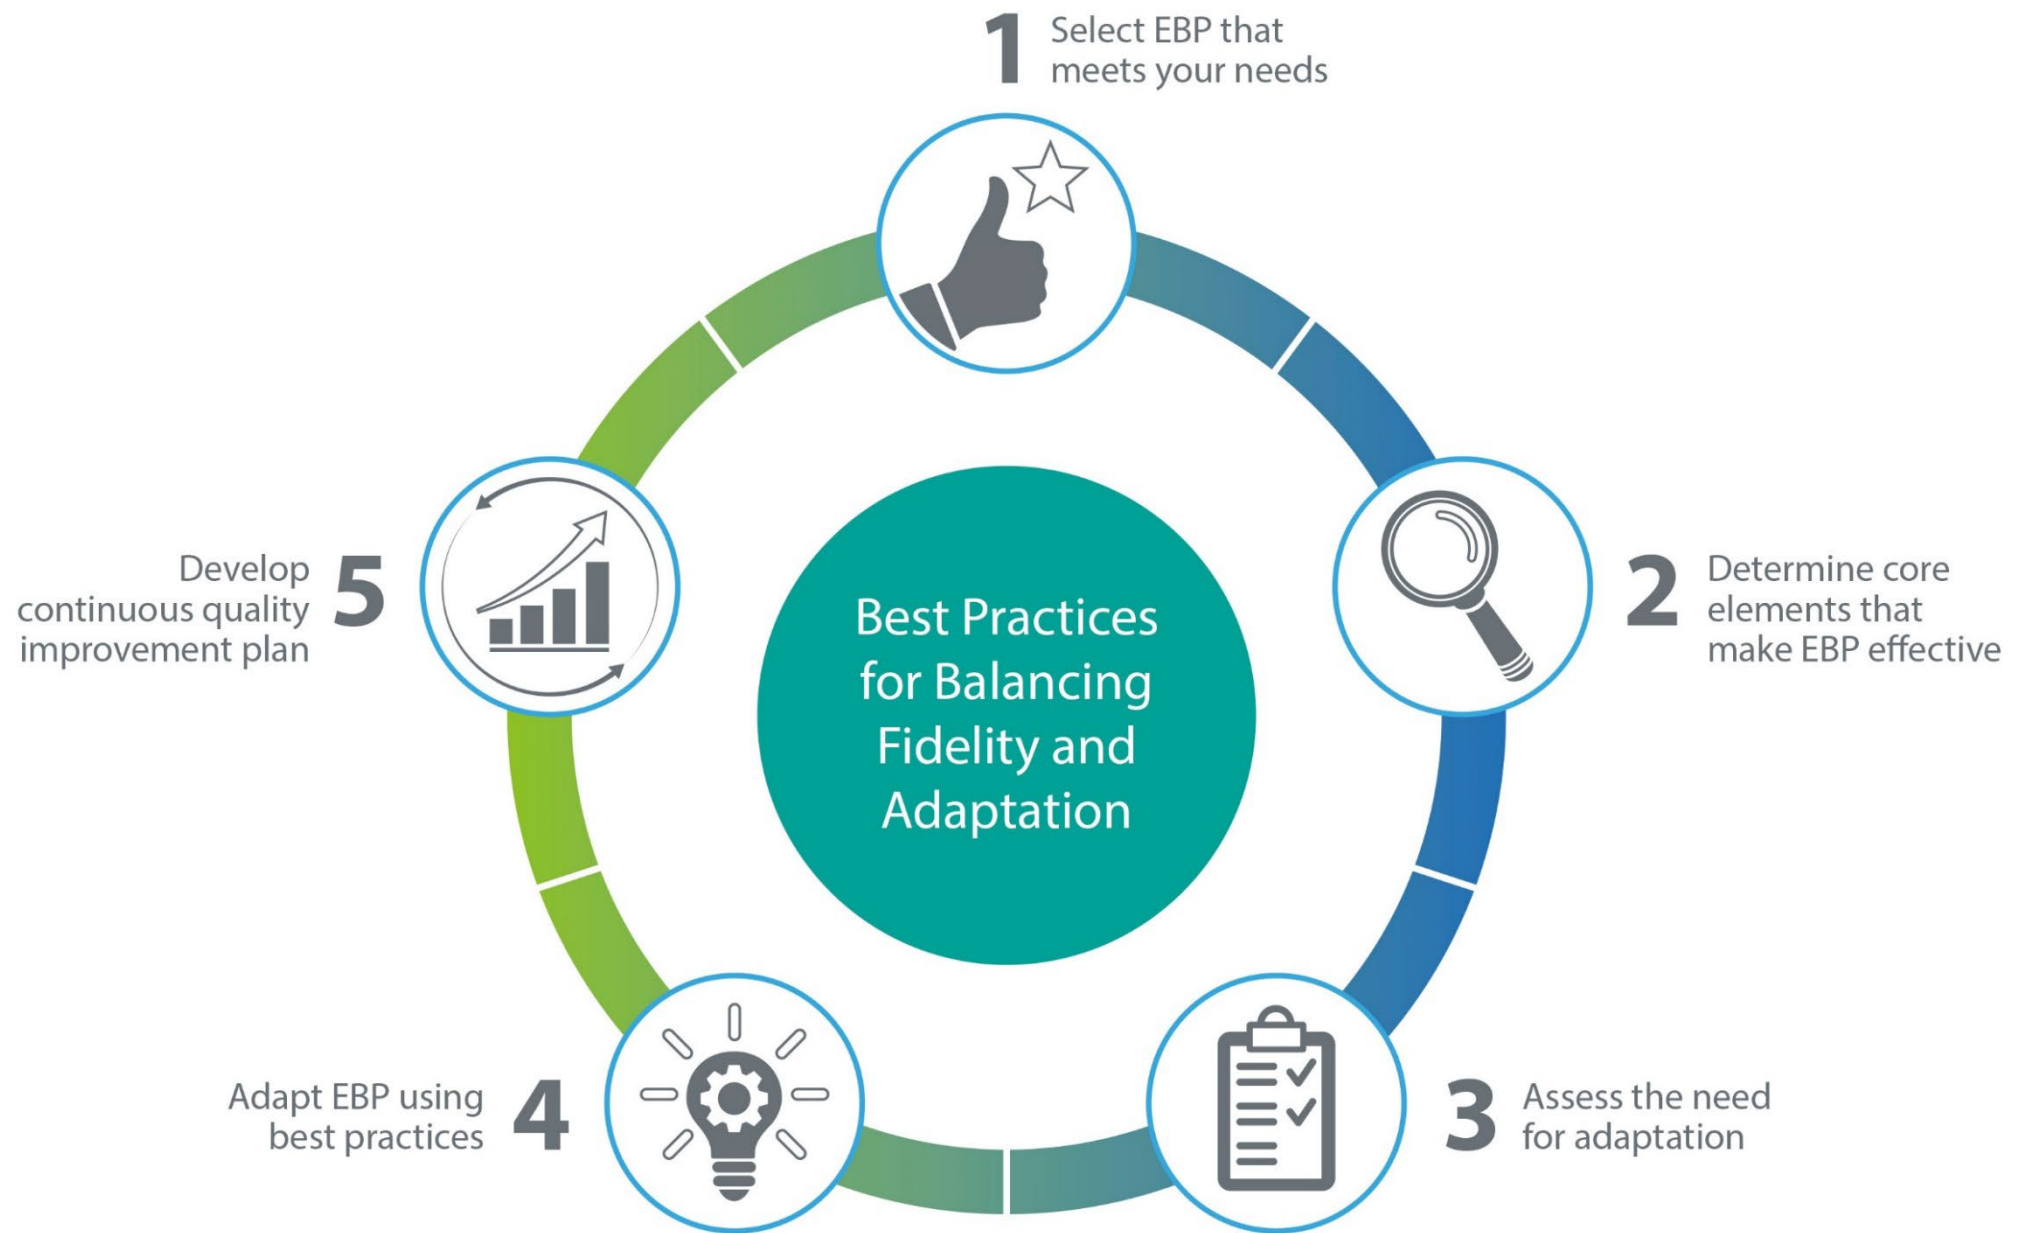 1
Select EBP that
meets your needs
2
Determine core
elements that
make EBP effective
3
Assess the need
for adaptation
4
Adapt EBP using
best practices
5
Develop
continuous quality
improvement plan
Best Practices
for Balancing
Fidelity and
Adaptation